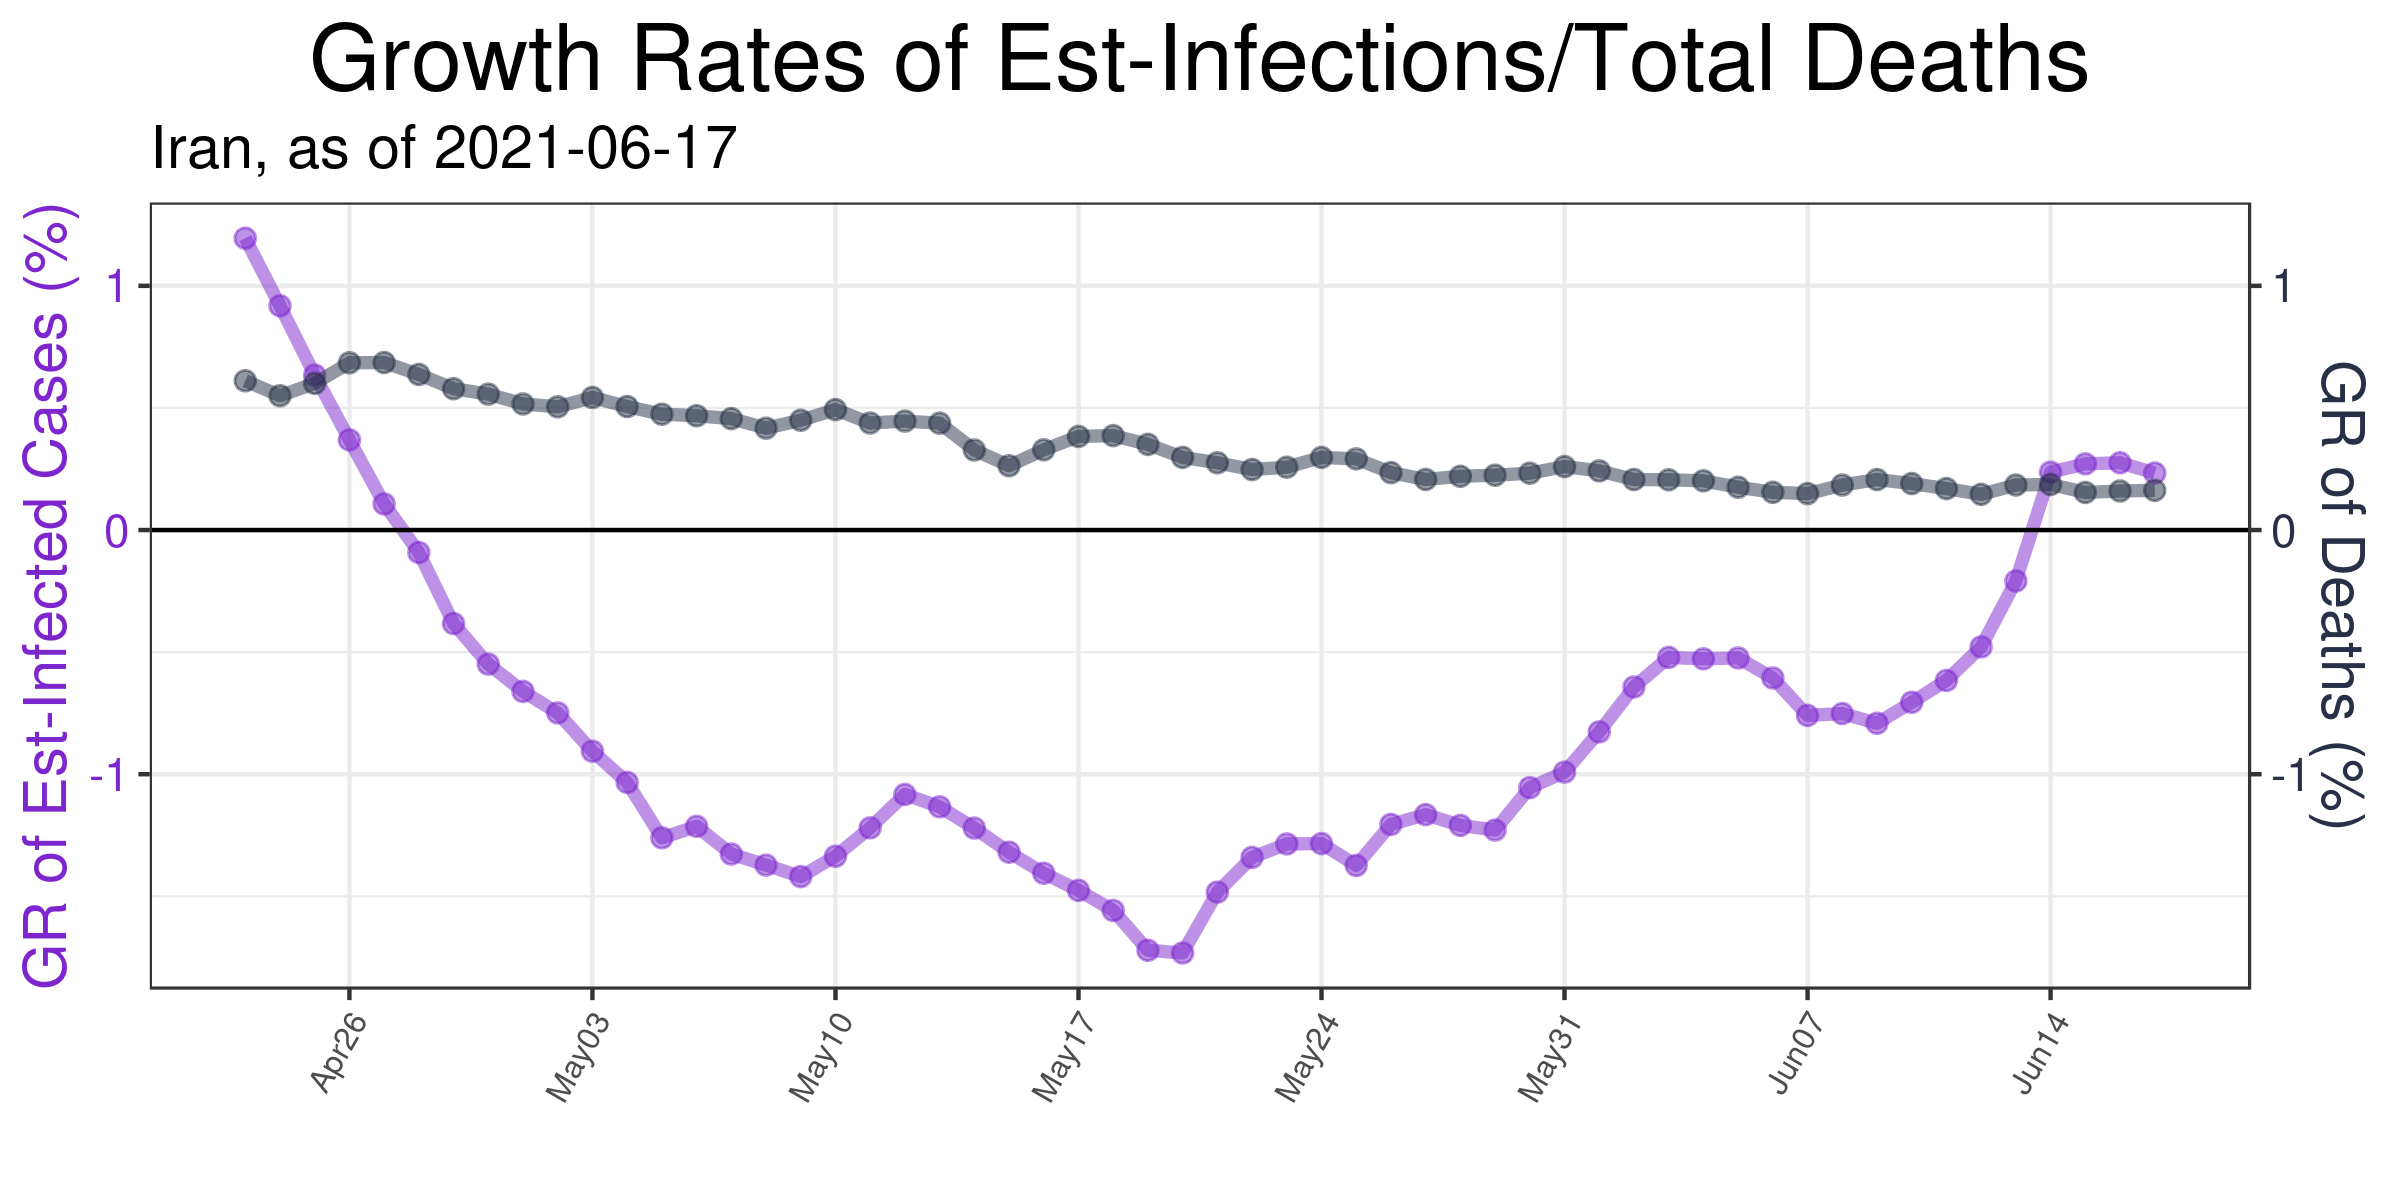 Growth Rates of Est-Infections/Total Deaths
Iran, as of 2021-06-17
GR of Est-Infected Cases (%)
1
0
-1
1
0
-1
GR of Deaths (%)
Apr26
May03
May10
May17
May24
May31
Jun07
Jun14